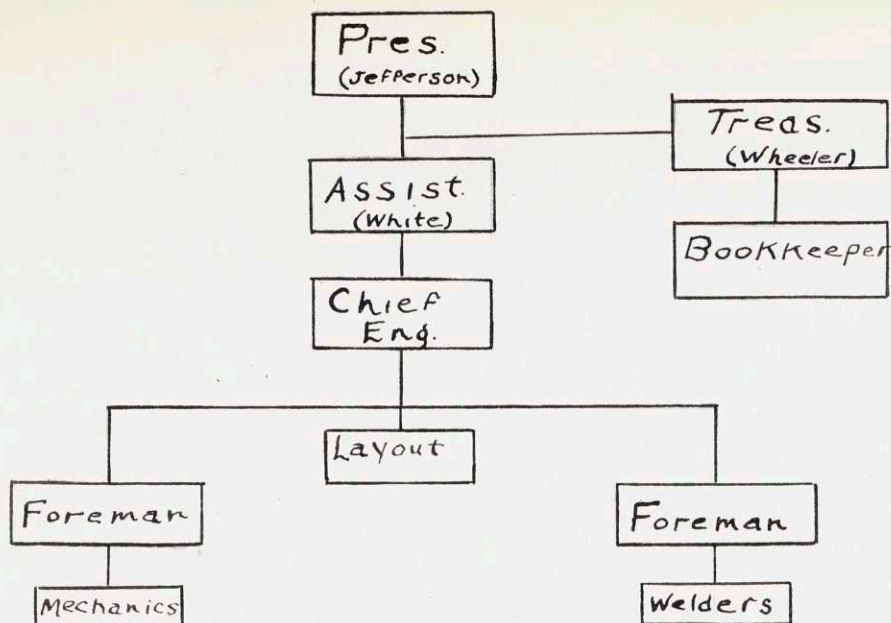 Pres.
(Jefferson)
Treas.
(Wheeler)
Assist.
(White)
Bookkeeper
Chief
Eng.
Layout
Foreman
Foreman
Mechanics
Welders